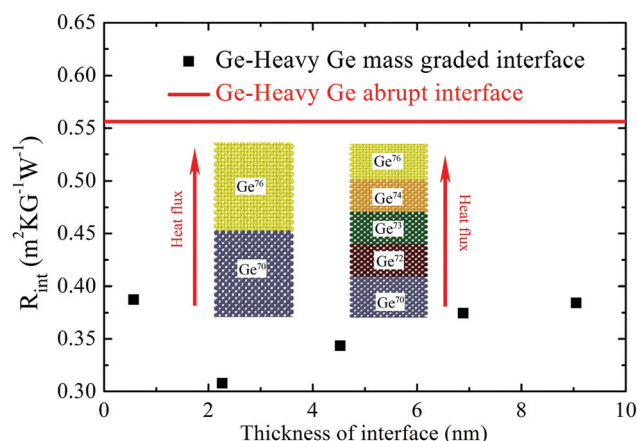 0.65
0.60
0.55
0.50
0.45
0.40
0.35
0.30
R_int (m²KG⁻¹W⁻¹)
Ge-Heavy Ge mass graded interface
Ge-Heavy Ge abrupt interface
Heat flux
Ge⁷⁶
Ge⁷⁰
Ge⁷⁶
Ge⁷⁴
Ge⁷³
Ge⁷²
Ge⁷⁰
Heat flux
0 2 4 6 8 10
Thickness of interface (nm)